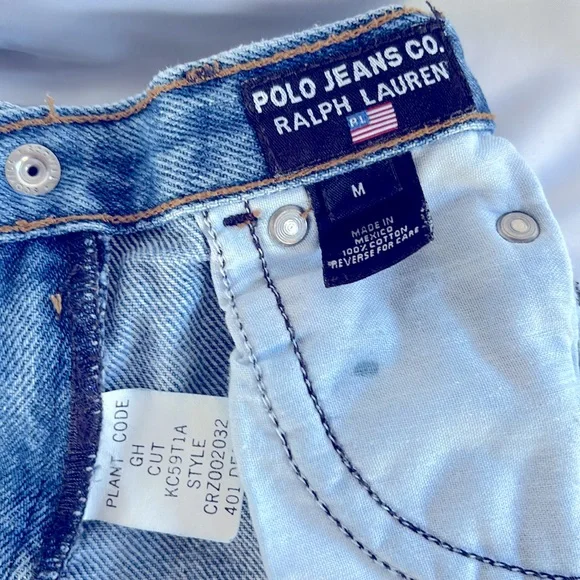 POLO JEANS CO.
RALPH LAUREN
P.L.
M
MADE IN
MEXICO
100% COTTON
REVERSE FOR CARE
PLANT CODE
GH
CUT
KC59T1A
STYLE
CRZ002032
401